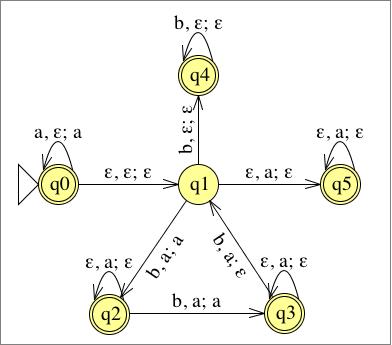 b, ε; ε
q4
a, ε; a
b, ε; ε
ε, a; ε
q0
ε, ε; ε
q1
ε, a; ε
q5
b, a; a
b, a; ε
ε, a; ε
ε, a; ε
q2
b, a; a
q3